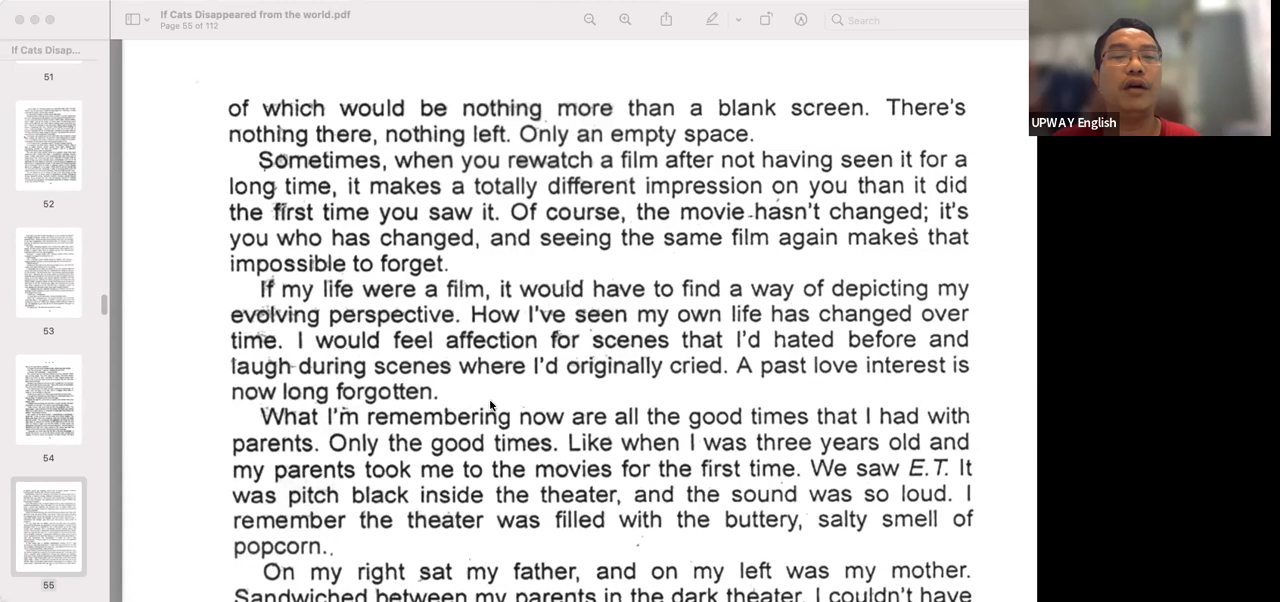 If Cats Disappeared from the world.pdf
Page 55 of 112
Search
If Cats Disap...
51
52
53
54
55
UPWAY English
of which would be nothing more than a blank screen. There's
nothing there, nothing left. Only an empty space.
Sometimes, when you rewatch a film after not having seen it for a
long time, it makes a totally different impression on you than it did
the first time you saw it. Of course, the movie hasn't changed; it's
you who has changed, and seeing the same film again makes that
impossible to forget.
If my life were a film, it would have to find a way of depicting my
evolving perspective. How I've seen my own life has changed over
time. I would feel affection for scenes that I'd hated before and
laugh during scenes where I'd originally cried. A past love interest is
now long forgotten.
What I'm remembering now are all the good times that I had with
parents. Only the good times. Like when I was three years old and
my parents took me to the movies for the first time. We saw E.T. It
was pitch black inside the theater, and the sound was so loud. I
remember the theater was filled with the buttery, salty smell of
popcorn.
On my right sat my father, and on my left was my mother.
Sandwiched between my parents in the dark theater, I couldn't have